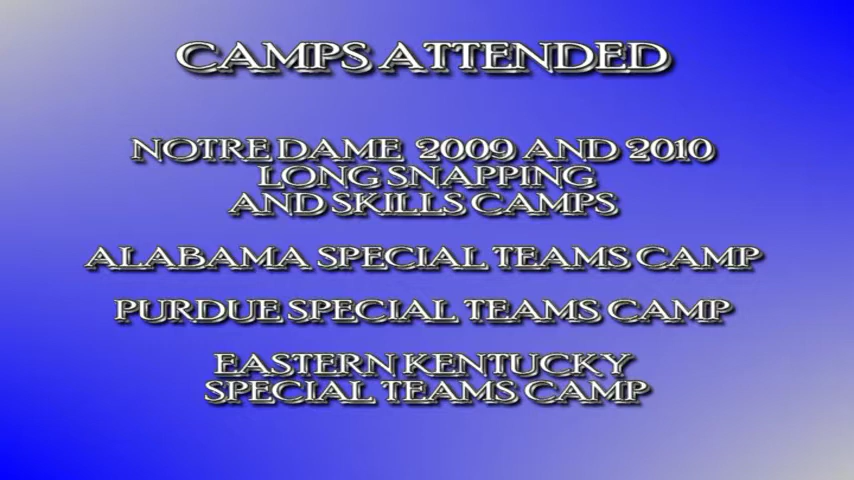 CAMPS ATTENDED
NOTRE DAME 2009 AND 2010
LONG SNAPPING
AND SKILLS CAMPS
ALABAMA SPECIAL TEAMS CAMP
PURDUE SPECIAL TEAMS CAMP
EASTERN KENTUCKY
SPECIAL TEAMS CAMP